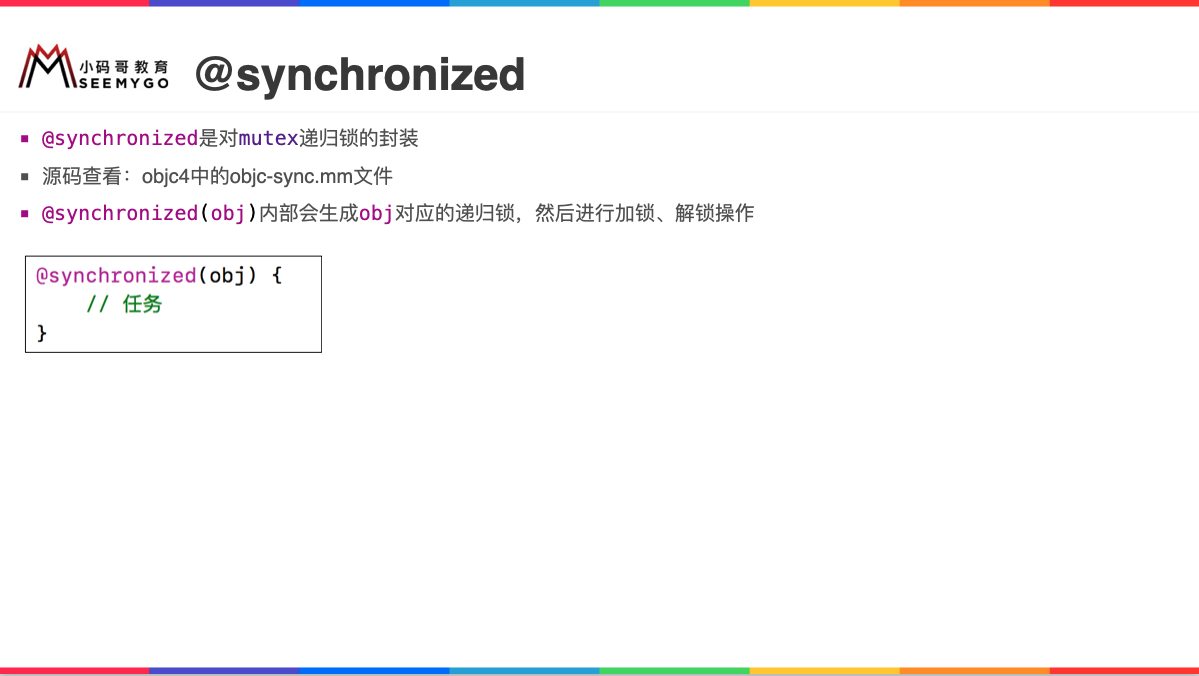 小码哥教育
SEEMYGO
@synchronized
@synchronized是对mutex递归锁的封装
源码查看：objc4中的objc-sync.mm文件
@synchronized(obj)内部会生成obj对应的递归锁，然后进行加锁、解锁操作
@synchronized(obj) {
    // 任务
}